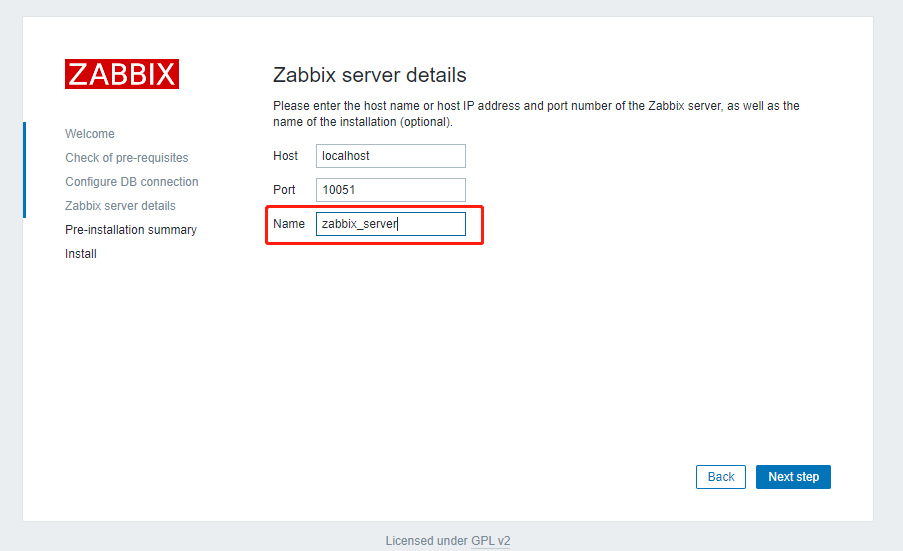 ZABBIX
Welcome
Check of pre-requisites
Configure DB connection
Zabbix server details
Pre-installation summary
Install
Zabbix server details
Please enter the host name or host IP address and port number of the Zabbix server, as well as the
name of the installation (optional).
Host localhost
Port 10051
Name zabbix_server
Back Next step
Licensed under GPL v2